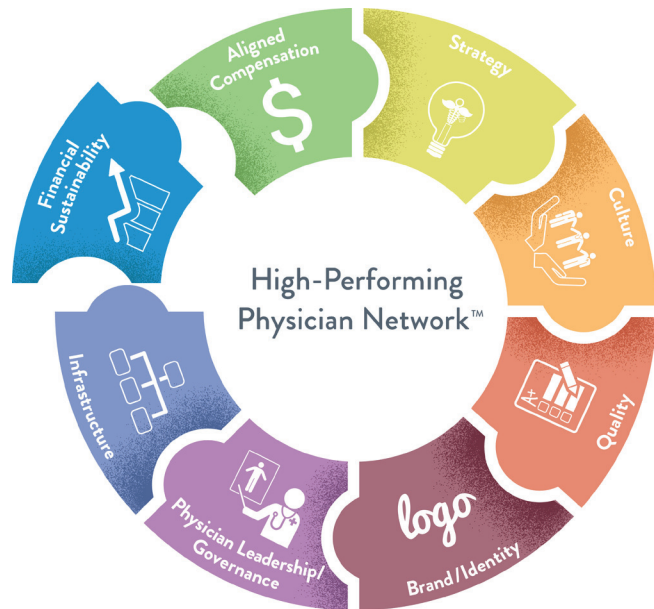 Aligned
Compensation
$
Strategy
Culture
Quality
A+
logo
Brand/Identity
Physician Leadership/
Governance
Infrastructure
Financial
Sustainability
High-Performing
Physician Network™